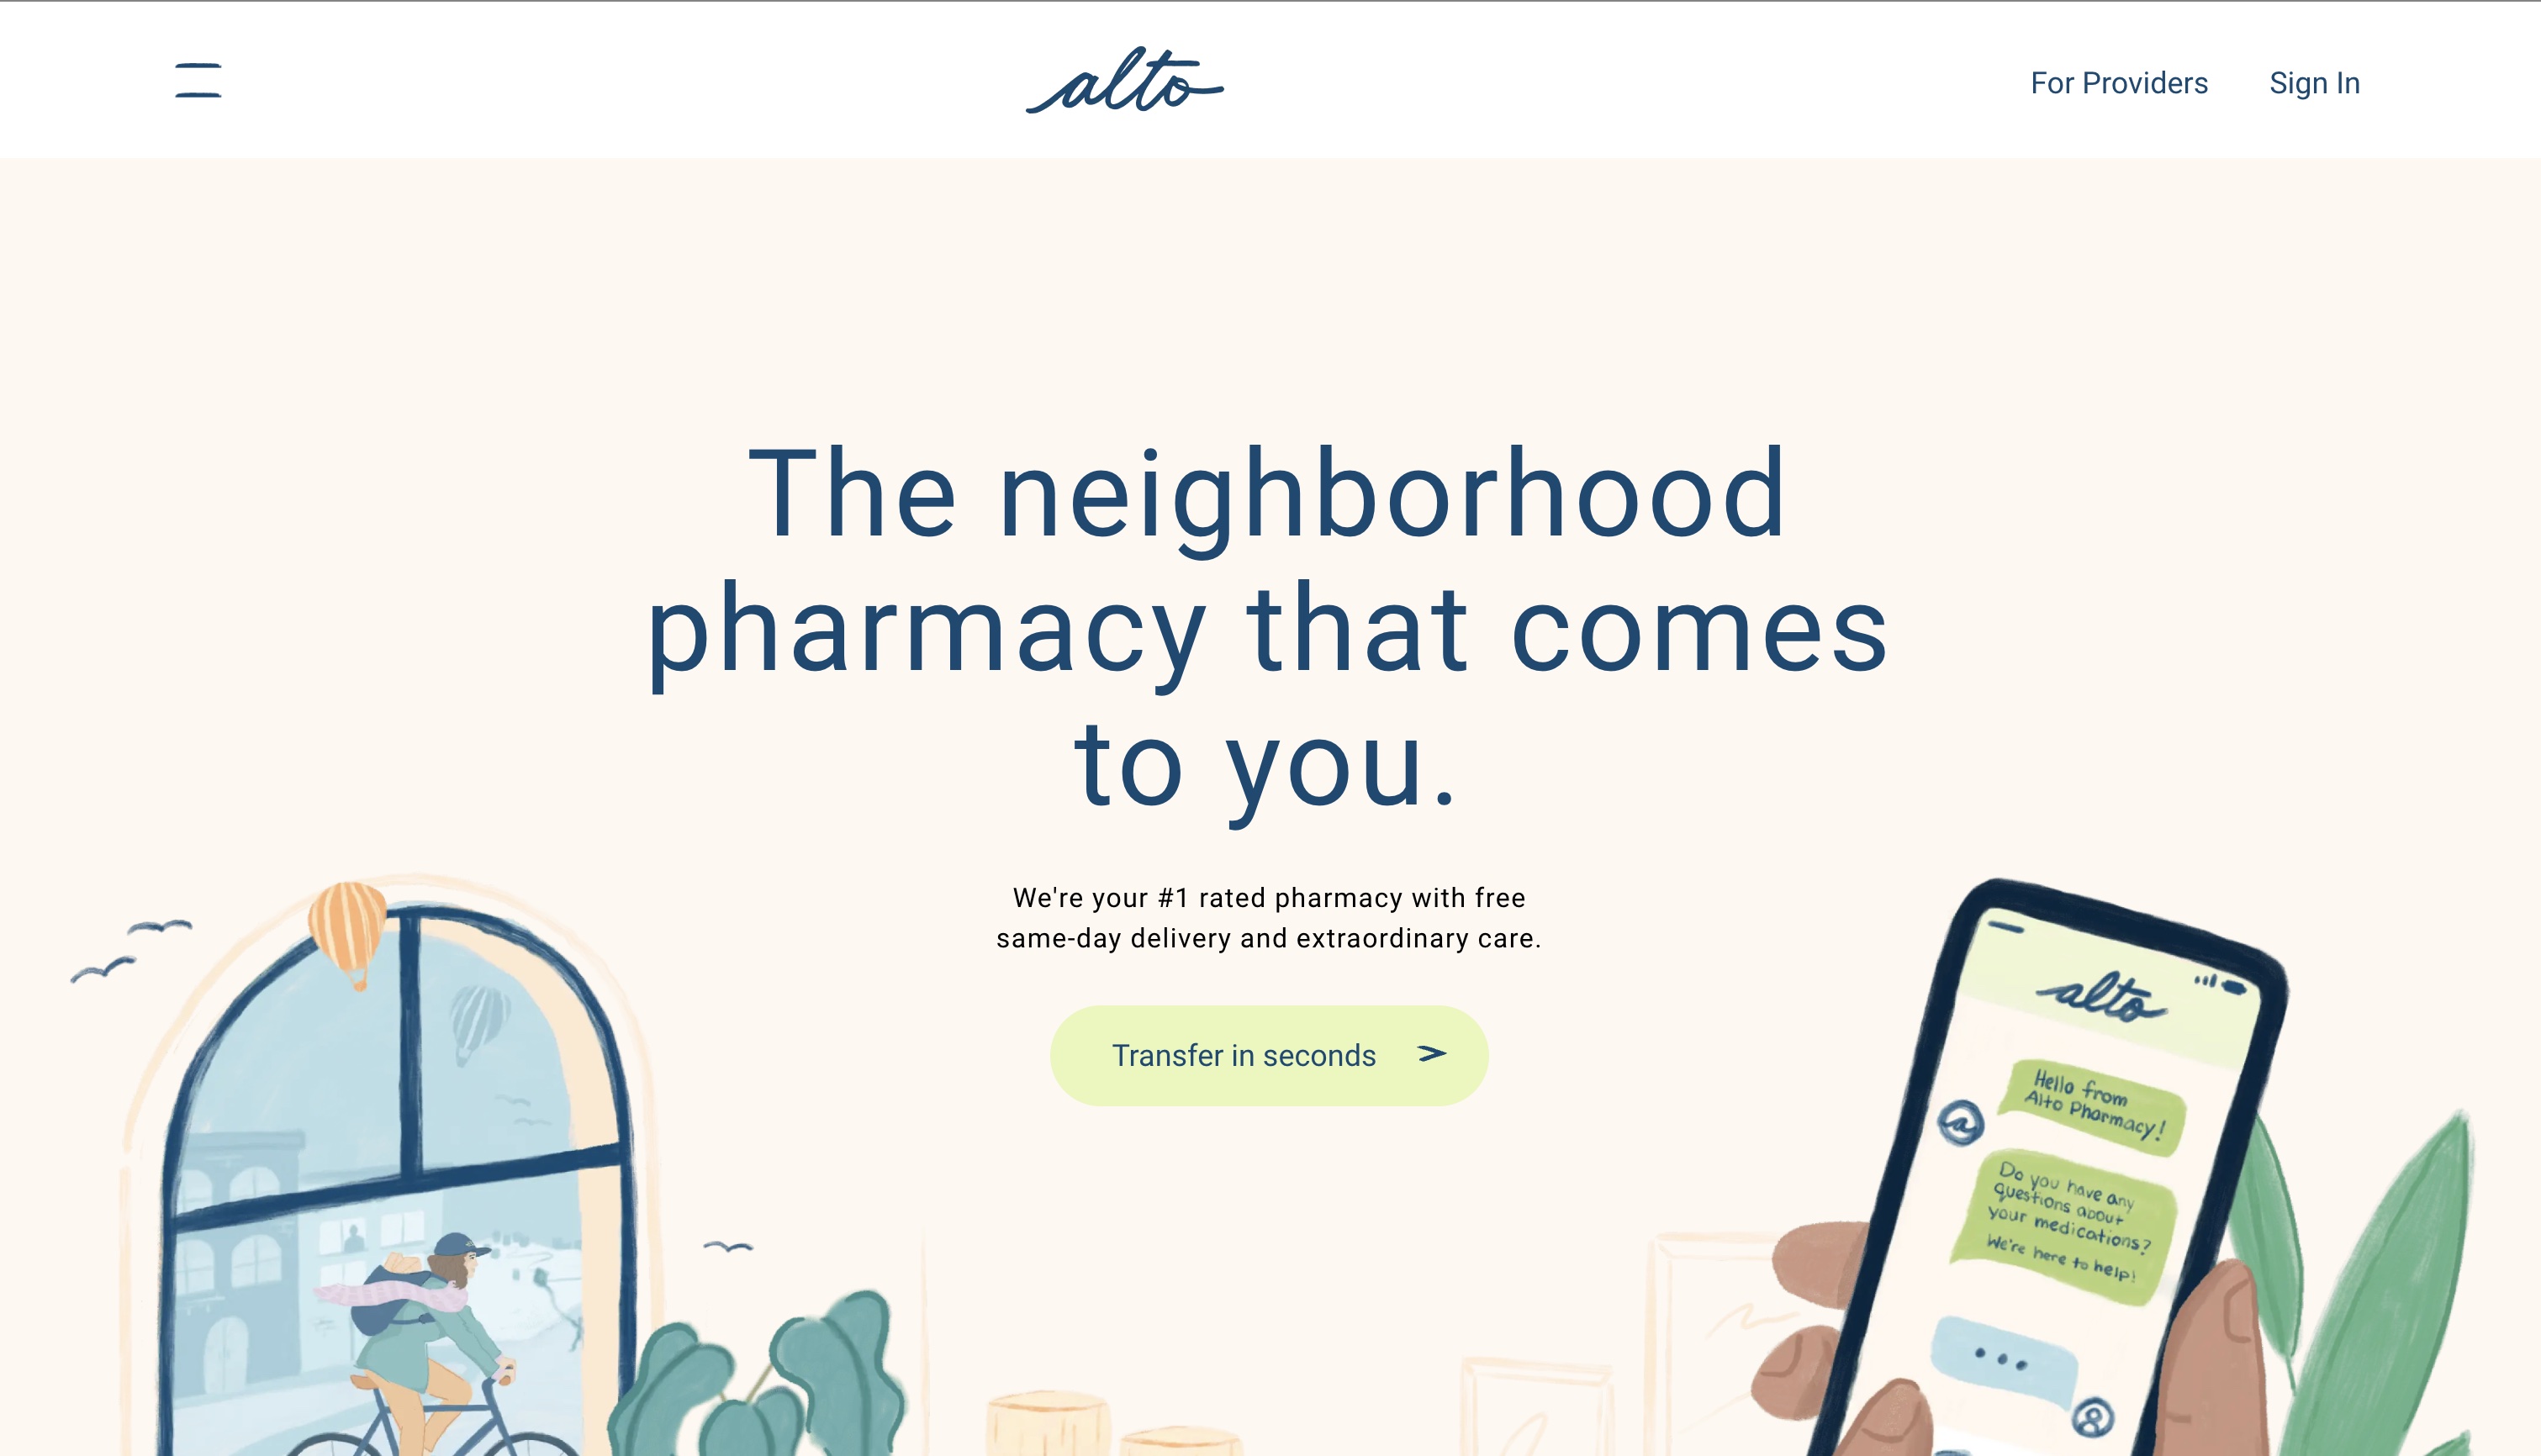 alto
For Providers
Sign In
The neighborhood
pharmacy that comes
to you.
We're your #1 rated pharmacy with free
same-day delivery and extraordinary care.
Transfer in seconds
alto
Hello from
Alto Pharmacy!
a
Do you have any
questions about
your medications?
We're here to help!